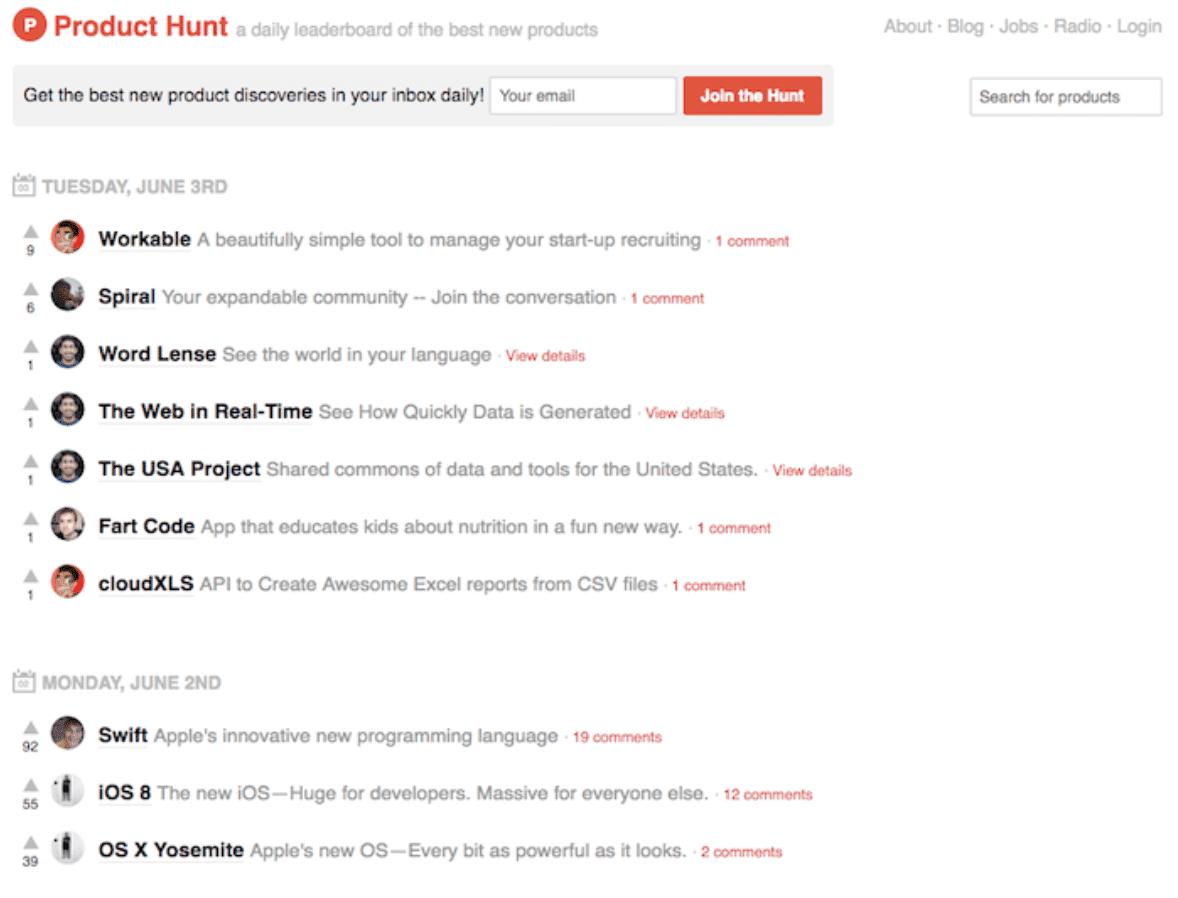 P Product Hunt a daily leaderboard of the best new products
About · Blog · Jobs · Radio · Login
Get the best new product discoveries in your inbox daily! Your email Join the Hunt
Search for products
03 TUESDAY, JUNE 3RD
9 Workable A beautifully simple tool to manage your start-up recruiting · 1 comment
6 Spiral Your expandable community -- Join the conversation · 1 comment
1 Word Lense See the world in your language · View details
1 The Web in Real-Time See How Quickly Data is Generated · View details
1 The USA Project Shared commons of data and tools for the United States. · View details
1 Fart Code App that educates kids about nutrition in a fun new way. · 1 comment
1 cloudXLS API to Create Awesome Excel reports from CSV files · 1 comment
02 MONDAY, JUNE 2ND
92 Swift Apple's innovative new programming language · 19 comments
55 iOS 8 The new iOS—Huge for developers. Massive for everyone else. · 12 comments
39 OS X Yosemite Apple's new OS—Every bit as powerful as it looks. · 2 comments